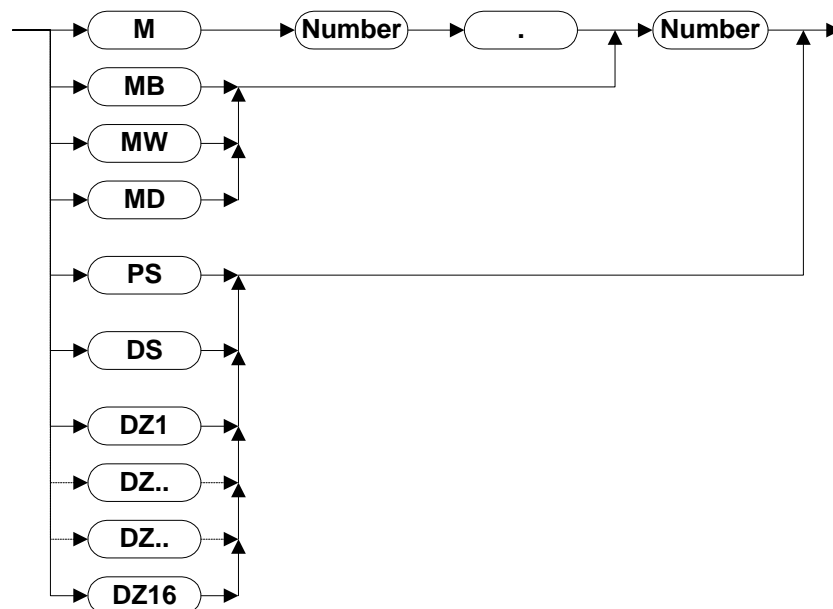 M Number . Number
MB
MW
MD
PS
DS
DZ1
DZ..
DZ..
DZ16